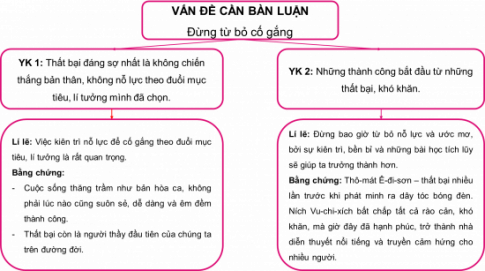 VẤN ĐỀ CẦN BÀN LUẬN
Đừng từ bỏ cố gắng
YK 1: Thất bại đáng sợ nhất là không chiến
thắng bản thân, không nỗ lực theo đuổi mục
tiêu, lí tưởng mình đã chọn.
YK 2: Những thành công bắt đầu từ những
thất bại, khó khăn.
Lí lẽ: Việc kiên trì nỗ lực để cố gắng theo đuổi mục
tiêu, lí tưởng là rất quan trọng.
Bằng chứng:
- Cuộc sống thăng trầm như bản hòa ca, không
phải lúc nào cũng suôn sẻ, dễ dàng và êm đềm
thành công.
- Thất bại còn là người thầy đầu tiên của chúng ta
trên đường đời.
Lí lẽ: Đừng bao giờ từ bỏ nỗ lực và ước mơ,
bởi sự kiên trì, bền bỉ và những bài học tích lũy
sẽ giúp ta trưởng thành hơn.
Bằng chứng: Thô-mát Ê-đi-sơn – thất bại nhiều
lần trước khi phát minh ra dây tóc bóng đèn.
Ních Vu-chi-xích bất chấp tất cả rào cản, khó
khăn, mà giờ đây đã hạnh phúc, trở thành nhà
diễn thuyết nổi tiếng và truyền cảm hứng cho
nhiều người.